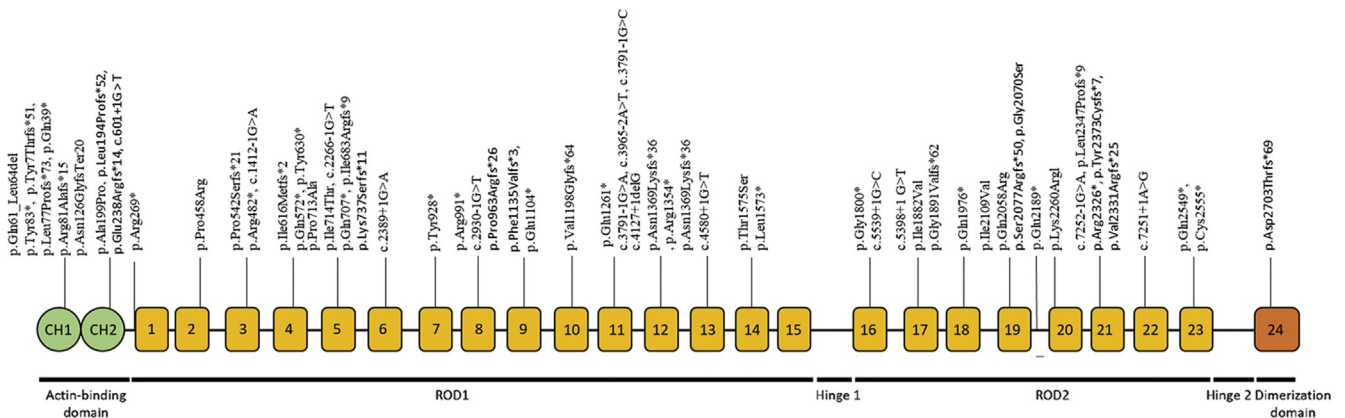 p.Gln61_Leu64del
p.Tyr83*, p.Tyr7Thrfs*51,
p.Leu77Profs*73, p.Gln39*
p.Arg81Alafs*15
p.Asn126GlyfsTer20
p.Ala199Pro, p.Leu194Profs*52,
p.Glu238Argfs*14, c.601+1G>T
p.Arg269*
p.Pro458Arg
p.Pro542Serfs*21
p.Arg482*, c.1412-1G>A
p.Ile616Metfs*2
p.Gln572*, p.Tyr630*
p.Pro713Ala
p.Ile714Thr, c.2266-1G>T
p.Gln707*, p.Ile683Argfs*9
p.Lys737Serfs*11
c.2389+1G>A
p.Tyr928*
p.Arg991*
c.2930-1G>T
p.Pro963Argfs*26
p.Phe1135Valfs*3,
p.Glu1104*
p.Val1198Glyfs*64
p.Glu1261*
c.3791-1G>A, c.3965-2A>T, c.3791-1G>C
c.4127+1delG
p.Asn1369Lysfs*36
,p.Arg1354*
p.Asn1369Lysfs*36
c.4580+1G>T
p.Thr1575Ser
p.Leu1573*
p.Gly1800*
c.5539+1G>C
c.5398+1 G>T
p.Ile1882Val
p.Gly1891Valfs*62
p.Gln1976*
p.Ile2109Val
p.Gln2058Arg
p.Ser2077Argfs*50, p.Gly2070Ser
p.Glu2189*
p.Lys2260Argl
c.7252-1G>A, p.Leu2347Profs*9
p.Arg2326*, p.Tyr2373Cysfs*7,
p.Val2331Argfs*25
c.7251+1A>G
p.Gln2549*,
p.Cys2555*
p.Asp2703Thrfs*69
CH1 CH2 1 2 3 4 5 6 7 8 9 10 11 12 13 14 15 16 17 18 19 _ 20 21 22 23 24
Actin-binding
domain
ROD1
Hinge 1
ROD2
Hinge 2
Dimerization
domain